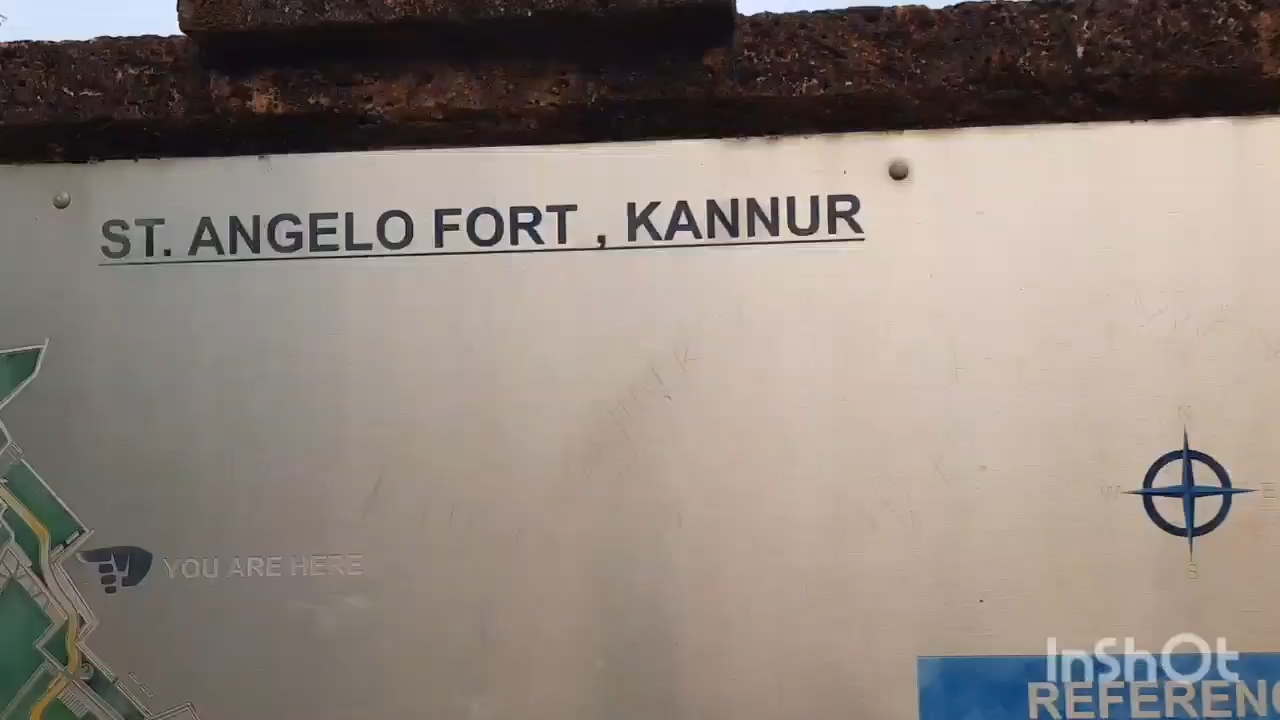 ST. ANGELO FORT , KANNUR
N
W E
S
YOU ARE HERE
InShOt
REFERENC